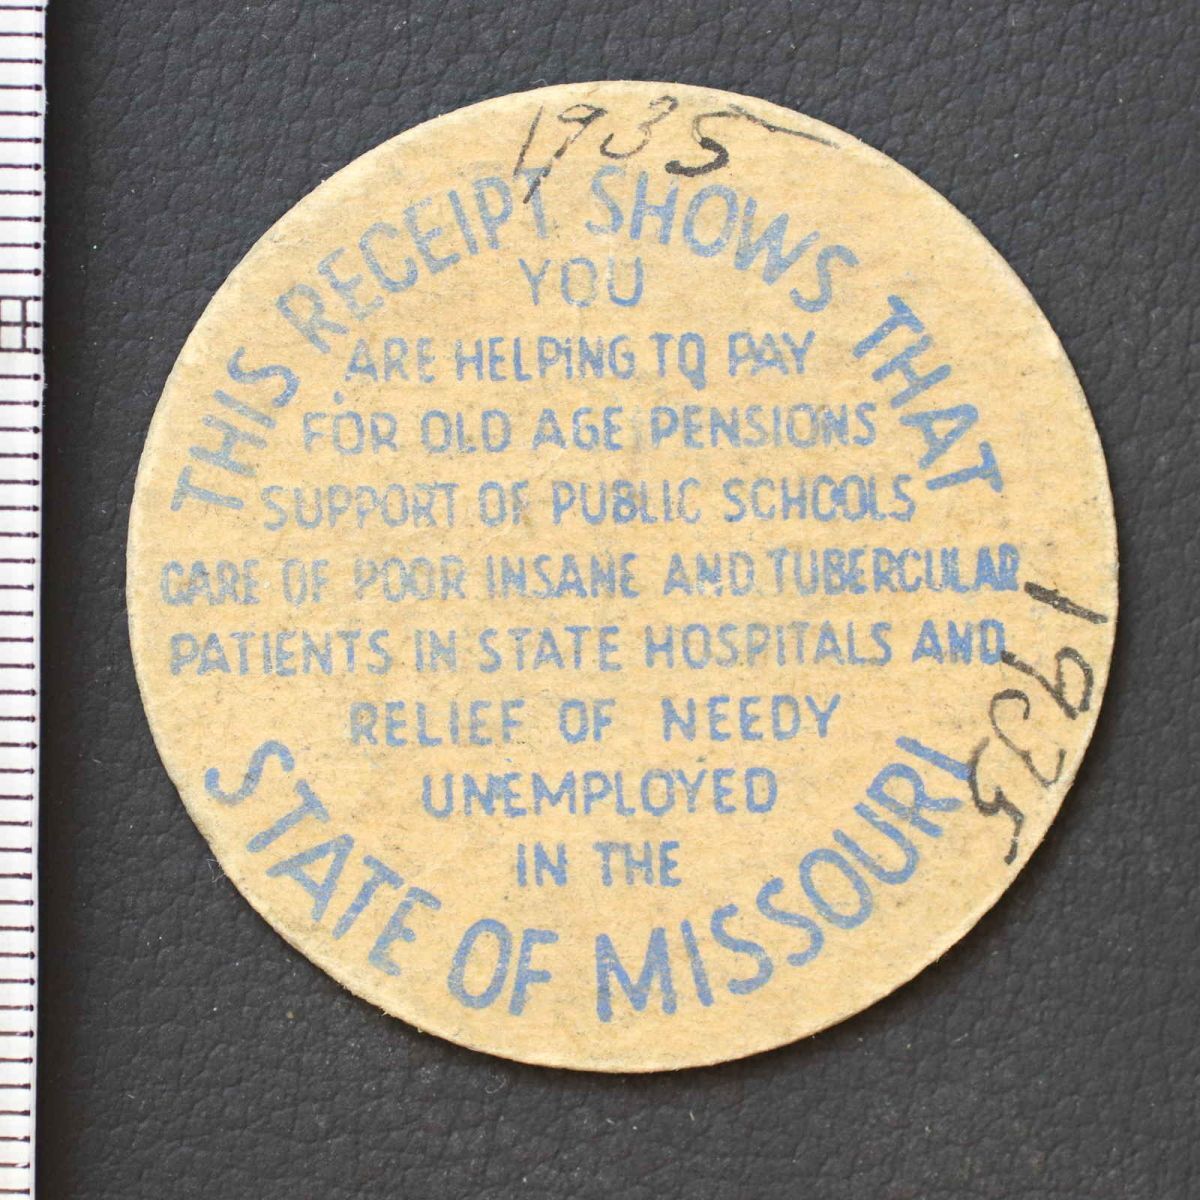 1935
THIS RECEIPT SHOWS THAT
YOU
ARE HELPING TO PAY
FOR OLD AGE PENSIONS
SUPPORT OF PUBLIC SCHOOLS
CARE OF POOR INSANE AND TUBERCULAR
PATIENTS IN STATE HOSPITALS AND
RELIEF OF NEEDY
UNEMPLOYED
IN THE
STATE OF MISSOURI
1935